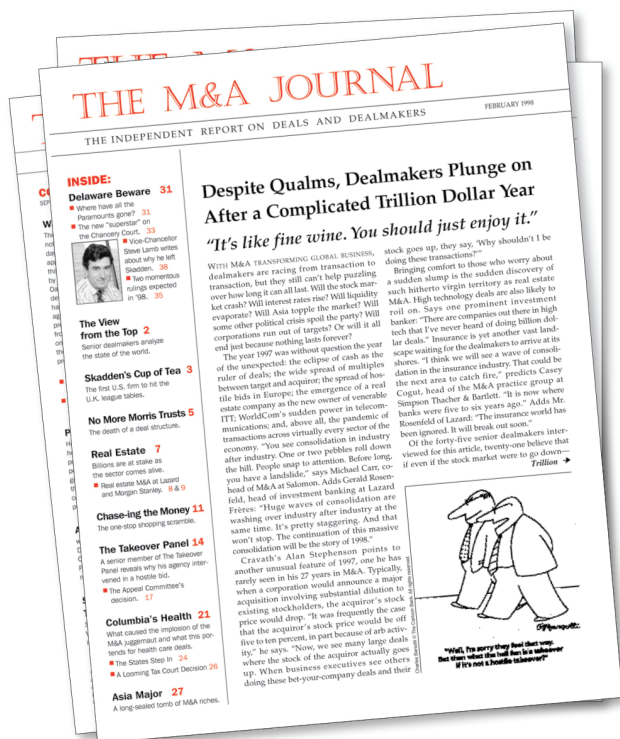 THE M&A JOURNAL
THE INDEPENDENT REPORT ON DEALS AND DEALMAKERS
FEBRUARY 1998
INSIDE:
Delaware Beware 31
Where have all the
Paramounts gone? 31
The new "superstar" on
the Chancery Court. 33
Vice-Chancellor
Steve Lamb writes
about why he left
Skadden. 38
Two momentous
rulings expected
in '98. 35
The View
from the Top 2
Senior dealmakers analyze
the state of the world.
Skadden's Cup of Tea 3
The first U.S. firm to hit the
U.K. league tables.
No More Morris Trusts 5
The death of a deal structure.
Real Estate 7
Billions are at stake as
the sector comes alive.
Real estate M&A at Lazard
and Morgan Stanley. 8 & 9
Chase-ing the Money 11
The one-stop shopping scramble.
The Takeover Panel 14
A senior member of The Takeover
Panel reveals why his agency inter-
vened in a hostile bid.
The Appeal Committee's
decision. 17
Columbia's Health 21
What caused the implosion of the
M&A juggernaut and what this por-
tends for health care deals.
The States Step In 24
A Looming Tax Court Decision 26
Asia Major 27
A long-sealed tomb of M&A riches.
Despite Qualms, Dealmakers Plunge on
After a Complicated Trillion Dollar Year
"It's like fine wine. You should just enjoy it."
WITH M&A TRANSFORMING GLOBAL BUSINESS,
dealmakers are racing from transaction to
transaction, but they still can't help puzzling
over how long it can all last. Will the stock mar-
ket crash? Will interest rates rise? Will liquidity
evaporate? Will Asia topple the market? Will
some other political crisis spoil the party? Will
corporations run out of targets? Or will it all
end just because nothing lasts forever?
The year 1997 was without question the year
of the unexpected: the eclipse of cash as the
ruler of deals; the wide spread of multiples
between target and acquiror; the spread of hos-
tile bids in Europe; the emergence of a real
estate company as the new owner of venerable
ITT; WorldCom's sudden power in telecom-
munications; and, above all, the pandemic of
transactions across virtually every sector of the
economy. "You see consolidation in industry
after industry. One or two pebbles roll down
the hill. People snap to attention. Before long,
you have a landslide," says Michael Carr, co-
head of M&A at Salomon. Adds Gerald Rosen-
feld, head of investment banking at Lazard
Frères: "Huge waves of consolidation are
washing over industry after industry at the
same time. It's pretty staggering. And that
won't stop. The continuation of this massive
consolidation will be the story of 1998."
Cravath's Alan Stephenson points to
another unusual feature of 1997, one he has
rarely seen in his 27 years in M&A. Typically,
when a corporation would announce a major
acquisition involving substantial dilution to
existing stockholders, the acquiror's stock
price would drop. "It was frequently the case
that the acquiror's stock price would be off
five to ten percent, in part because of arb activ-
ity," he says. "Now, we see many large deals
where the stock of the acquiror actually goes
up. When business executives see others
doing these bet-your-company deals and their
stock goes up, they say, 'Why shouldn't I be
doing these transactions?'"
Bringing comfort to those who worry about
a sudden slump is the sudden discovery of
such hitherto virgin territory as real estate
M&A. High technology deals are also likely to
roil on. Says one prominent investment
banker: "There are companies out there in high
tech that I've never heard of doing billion dol-
lar deals." Insurance is yet another vast land-
scape waiting for the dealmakers to arrive at its
shores. "I think we will see a wave of consoli-
dation in the insurance industry. That could be
the next area to catch fire," predicts Casey
Cogut, head of the M&A practice group at
Simpson Thacher & Bartlett. "It is now where
banks were five to six years ago." Adds Mr.
Rosenfeld of Lazard: "The insurance world has
been ignored. It will break out soon."
Of the forty-five senior dealmakers inter-
viewed for this article, twenty-one believe that
if even if the stock market were to go down—
Trillion →
"Well, I'm sorry they feel that way.
But then what the hell fun is a takeover
if it's not a hostile takeover?"